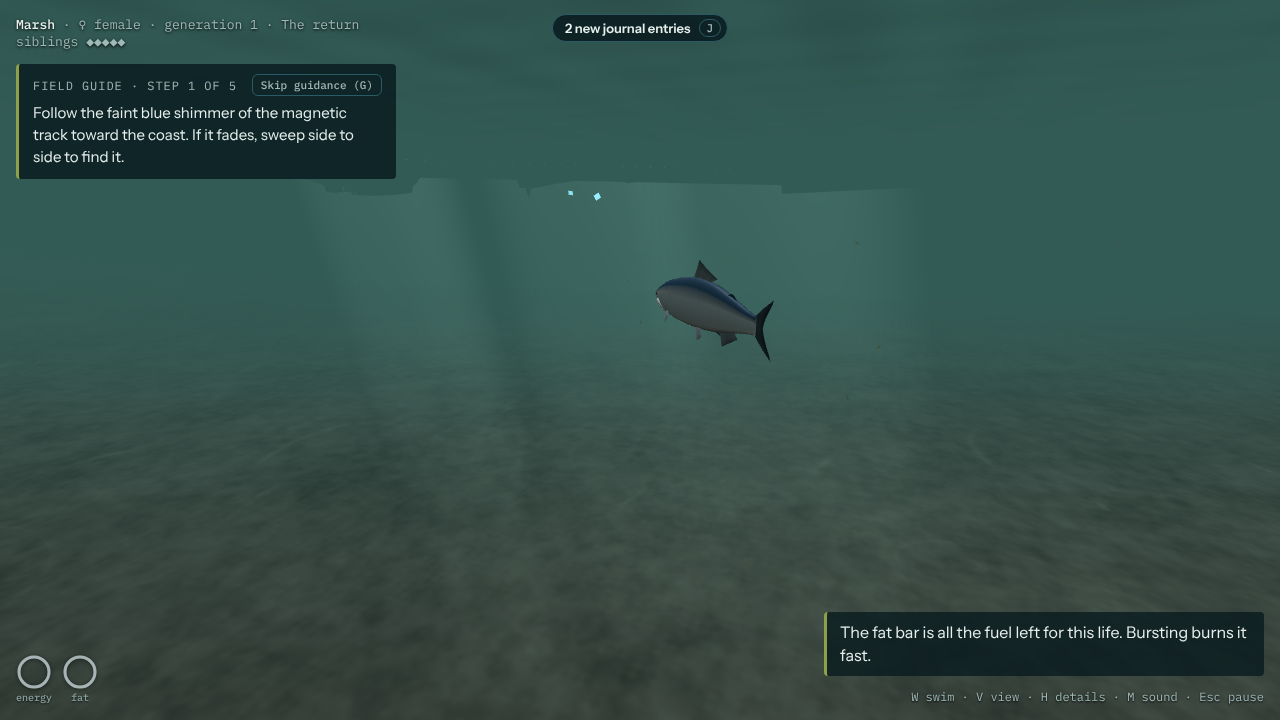 Marsh · ♀ female · generation 1 · The return
siblings ◆◆◆◆◆
2 new journal entries J
FIELD GUIDE · STEP 1 OF 5 Skip guidance (G)
Follow the faint blue shimmer of the magnetic
track toward the coast. If it fades, sweep side to
side to find it.
The fat bar is all the fuel left for this life. Bursting burns it
fast.
energy fat
W swim · V view · H details · M sound · Esc pause